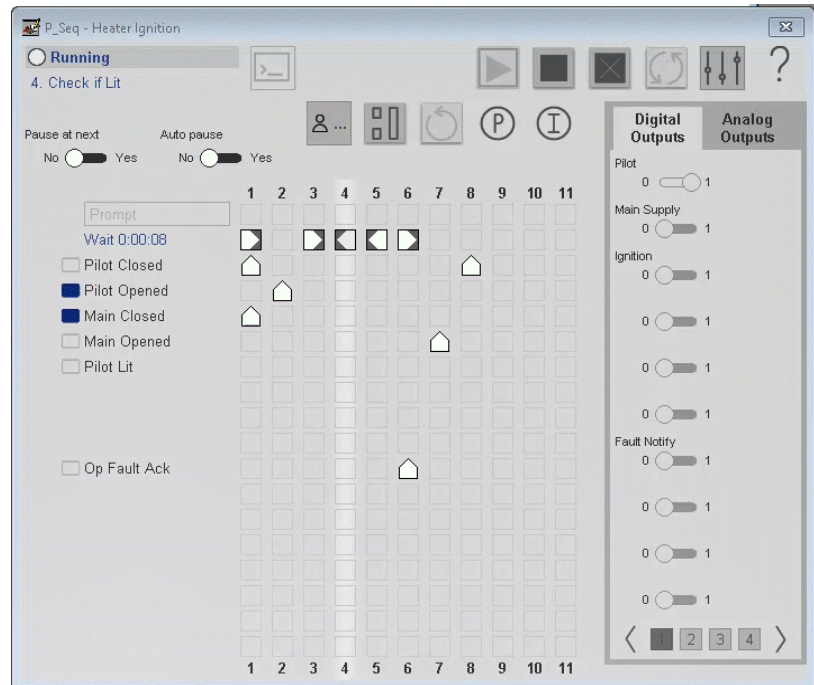 P_Seq - Heater Ignition
Running
4. Check if Lit
Pause at next
No Yes
Auto pause
No Yes
...
P
I
?
1 2 3 4 5 6 7 8 9 10 11
Prompt
Wait 0:00:08
Pilot Closed
Pilot Opened
Main Closed
Main Opened
Pilot Lit
Op Fault Ack
1 2 3 4 5 6 7 8 9 10 11
Digital Outputs
Analog Outputs
Pilot
0 1
Main Supply
0 1
Ignition
0 1
0 1
0 1
0 1
Fault Notify
0 1
0 1
0 1
0 1
1 2 3 4